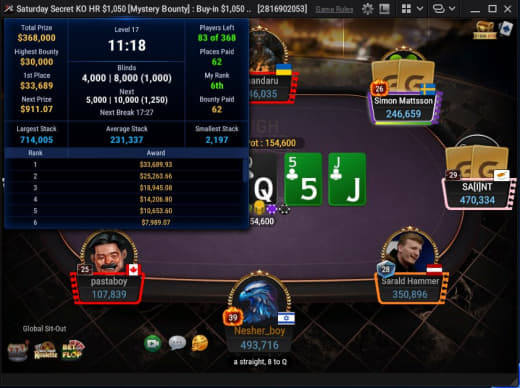 Saturday Secret KO HR $1,050 [Mystery Bounty] : Buy-in $1,050 .. [2816902053]
Game Rules
Total Prize
$368,000
Highest Bounty
$30,000
1st Place
$33,689
Next Prize
$911.07
Level 17
11:18
Blinds
4,000 | 8,000 (1,000)
Next
5,000 | 10,000 (1,250)
Next Break 17:27
Players Left
83 of 368
Places Paid
62
My Rank
6th
Bounty Paid
62
Largest Stack
714,005
Average Stack
231,337
Smallest Stack
2,197
Rank Award
1 $33,689.93
2 $25,263.66
3 $18,945.08
4 $14,206.80
5 $10,653.60
6 $7,989.07
andaru
6,035
26
Simon Mattsson
246,659
ot : 154,600
Q
5
J
J
29
SA[I]NT
470,334
54,600
25
pastaboy
107,839
28
Sarald Hammer
350,896
39
Nesher_boy
493,716
a straight, 8 to Q
Global Sit-Out
Roulette
BET
FLOP